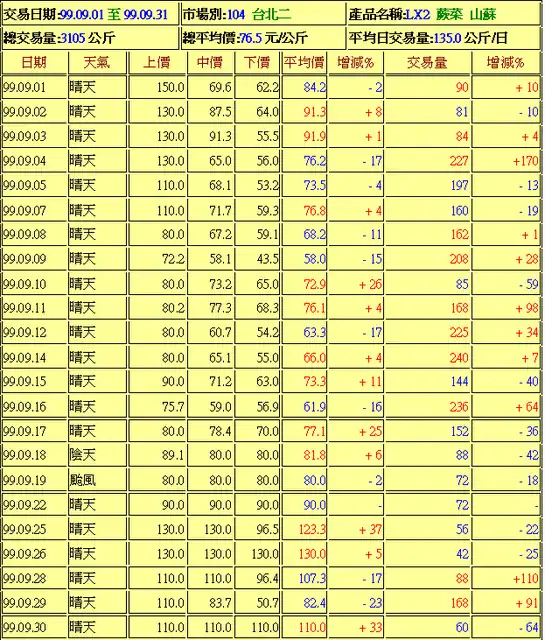 交易日期:99.09.01 至 99.09.31 市場別:104 台北二 產品名稱:LX2 蕨菜 山蘇
總交易量:3105 公斤 總平均價:76.5 元/公斤 平均日交易量:135.0 公斤/日
日期 天氣 上價 中價 下價 平均價 增減% 交易量 增減%
99.09.01 晴天 150.0 69.6 62.2 84.2 - 2 90 + 10
99.09.02 晴天 130.0 87.5 64.0 91.3 + 8 81 - 10
99.09.03 晴天 130.0 91.3 55.5 91.9 + 1 84 + 4
99.09.04 晴天 130.0 65.0 56.0 76.2 - 17 227 +170
99.09.05 晴天 110.0 68.1 53.2 73.5 - 4 197 - 13
99.09.07 晴天 110.0 71.7 59.3 76.8 + 4 160 - 19
99.09.08 晴天 80.0 67.2 59.1 68.2 - 11 162 + 1
99.09.09 晴天 72.2 58.1 43.5 58.0 - 15 208 + 28
99.09.10 晴天 80.0 73.2 65.0 72.9 + 26 85 - 59
99.09.11 晴天 80.2 77.3 68.3 76.1 + 4 168 + 98
99.09.12 晴天 80.0 60.7 54.2 63.3 - 17 225 + 34
99.09.14 晴天 80.0 65.1 55.0 66.0 + 4 240 + 7
99.09.15 晴天 90.0 71.2 63.0 73.3 + 11 144 - 40
99.09.16 晴天 75.7 59.0 56.9 61.9 - 16 236 + 64
99.09.17 晴天 80.0 78.4 70.0 77.1 + 25 152 - 36
99.09.18 陰天 89.1 80.0 80.0 81.8 + 6 88 - 42
99.09.19 颱風 80.0 80.0 80.0 80.0 - 2 72 - 18
99.09.22 晴天 90.0 90.0 90.0 90.0 - 72 -
99.09.25 晴天 130.0 130.0 96.5 123.3 + 37 56 - 22
99.09.26 晴天 130.0 130.0 130.0 130.0 + 5 42 - 25
99.09.28 晴天 110.0 110.0 96.4 107.3 - 17 88 +110
99.09.29 晴天 110.0 83.7 50.7 82.4 - 23 168 + 91
99.09.30 晴天 110.0 110.0 110.0 110.0 + 33 60 - 64